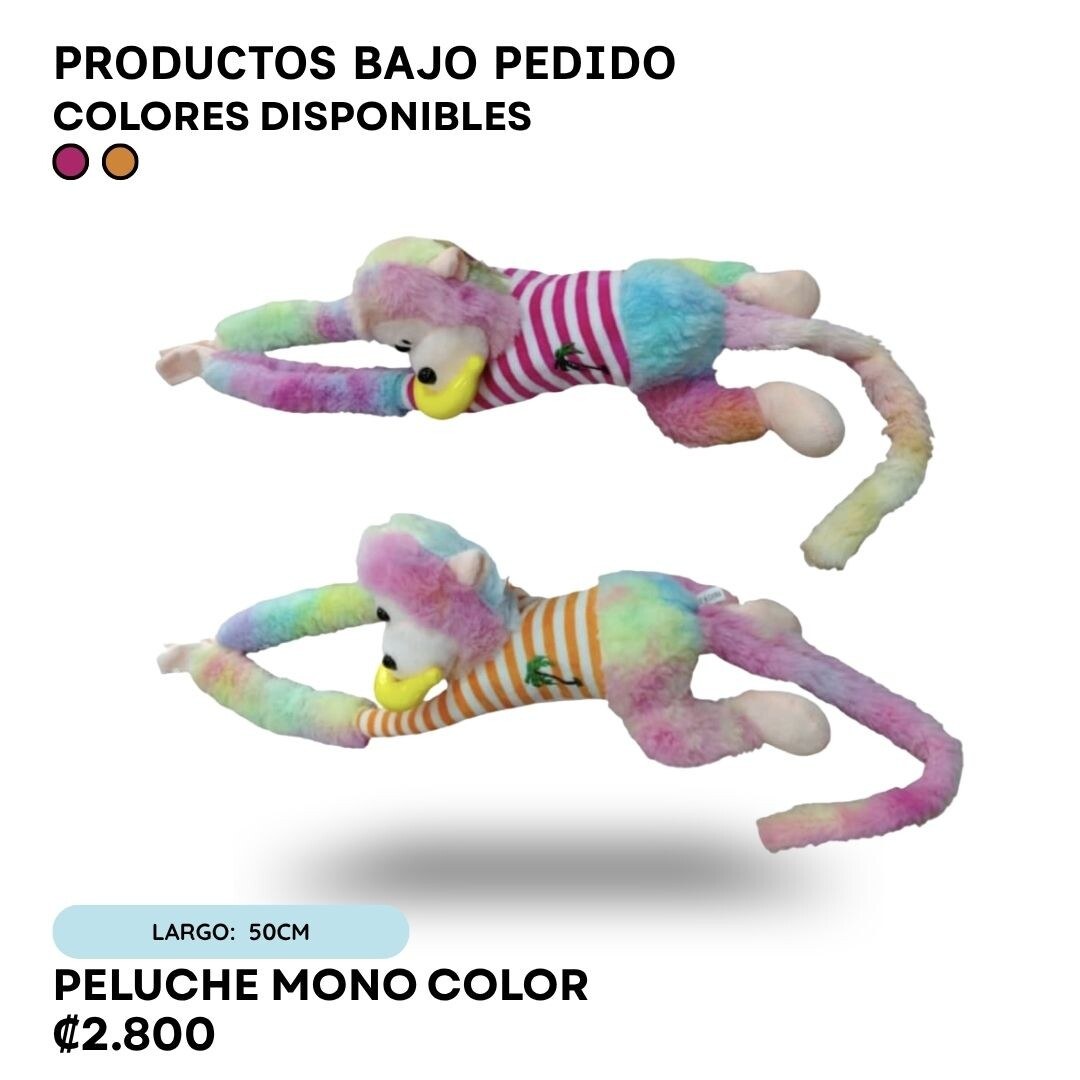 PRODUCTOS BAJO PEDIDO
COLORES DISPONIBLES
LARGO: 50CM
PELUCHE MONO COLOR
₡2.800